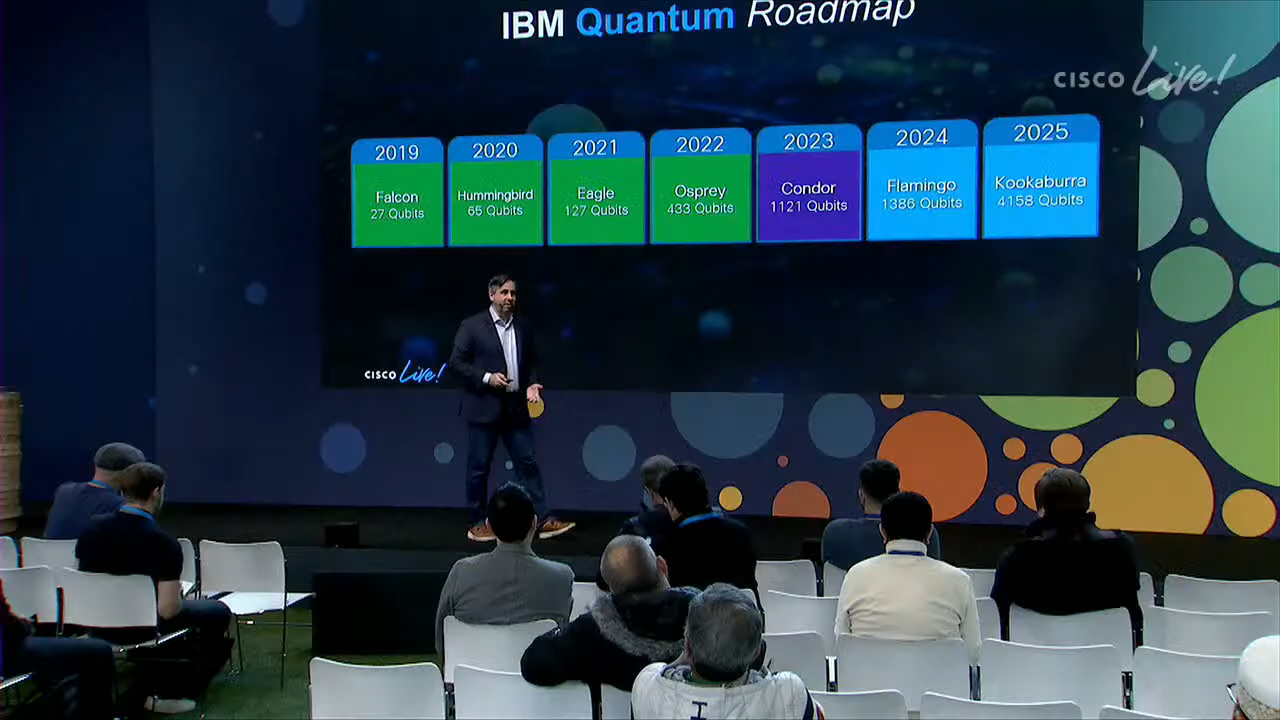 IBM Quantum Roadmap
CISCO Live!
2019
Falcon
27 Qubits
2020
Hummingbird
65 Qubits
2021
Eagle
127 Qubits
2022
Osprey
433 Qubits
2023
Condor
1121 Qubits
2024
Flamingo
1386 Qubits
2025
Kookaburra
4158 Qubits
CISCO Live!